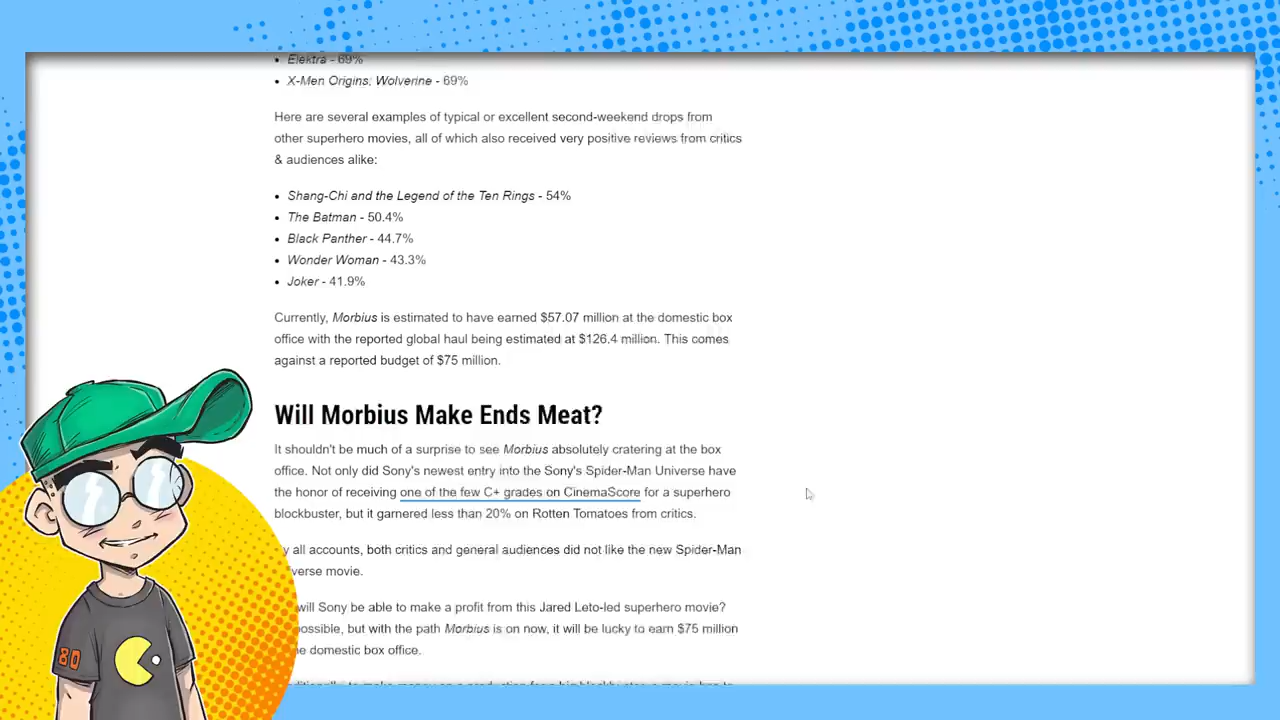 Elektra - 69%
X-Men Origins: Wolverine - 69%
Here are several examples of typical or excellent second-weekend drops from
other superhero movies, all of which also received very positive reviews from critics
& audiences alike:
Shang-Chi and the Legend of the Ten Rings - 54%
The Batman - 50.4%
Black Panther - 44.7%
Wonder Woman - 43.3%
Joker - 41.9%
Currently, Morbius is estimated to have earned $57.07 million at the domestic box
office with the reported global haul being estimated at $126.4 million. This comes
against a reported budget of $75 million.
Will Morbius Make Ends Meat?
It shouldn't be much of a surprise to see Morbius absolutely cratering at the box
office. Not only did Sony's newest entry into the Sony's Spider-Man Universe have
the honor of receiving one of the few C+ grades on CinemaScore for a superhero
blockbuster, but it garnered less than 20% on Rotten Tomatoes from critics.
y all accounts, both critics and general audiences did not like the new Spider-Man
verse movie.
will Sony be able to make a profit from this Jared Leto-led superhero movie?
possible, but with the path Morbius is on now, it will be lucky to earn $75 million
e domestic box office.
80